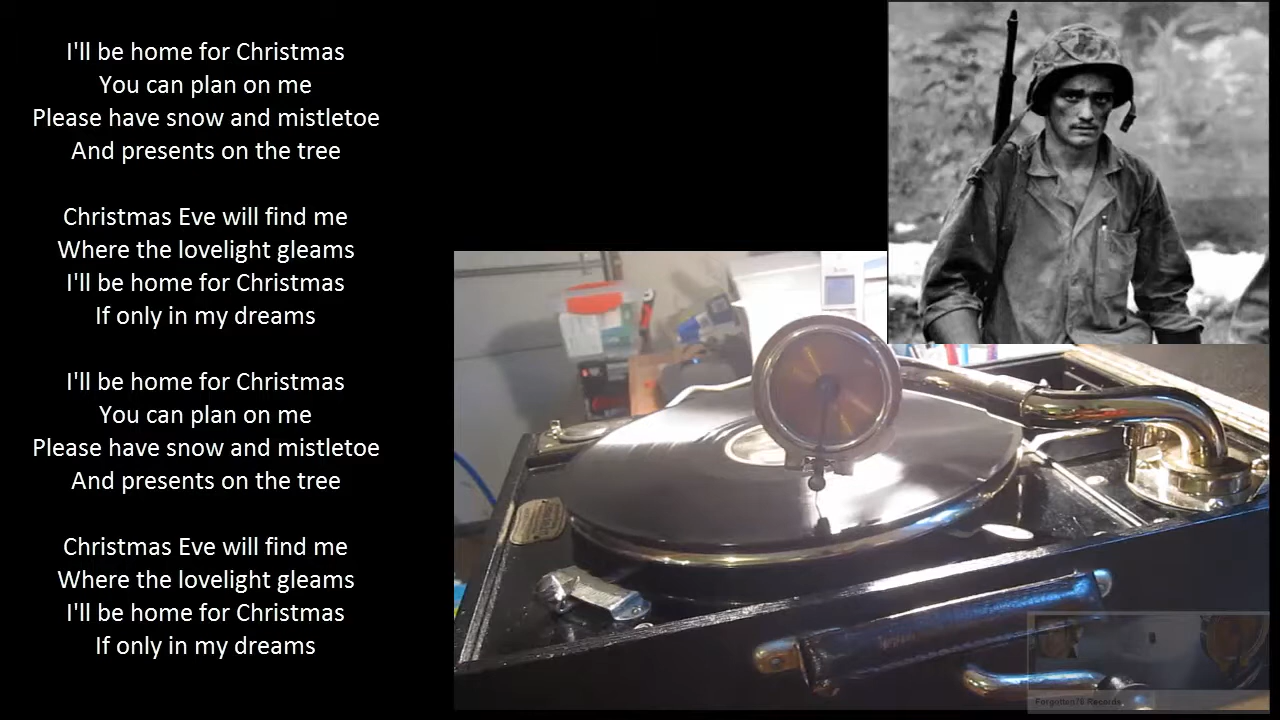 I'll be home for Christmas
You can plan on me
Please have snow and mistletoe
And presents on the tree
Christmas Eve will find me
Where the lovelight gleams
I'll be home for Christmas
If only in my dreams
I'll be home for Christmas
You can plan on me
Please have snow and mistletoe
And presents on the tree
Christmas Eve will find me
Where the lovelight gleams
I'll be home for Christmas
If only in my dreams
Forgotten78 Records